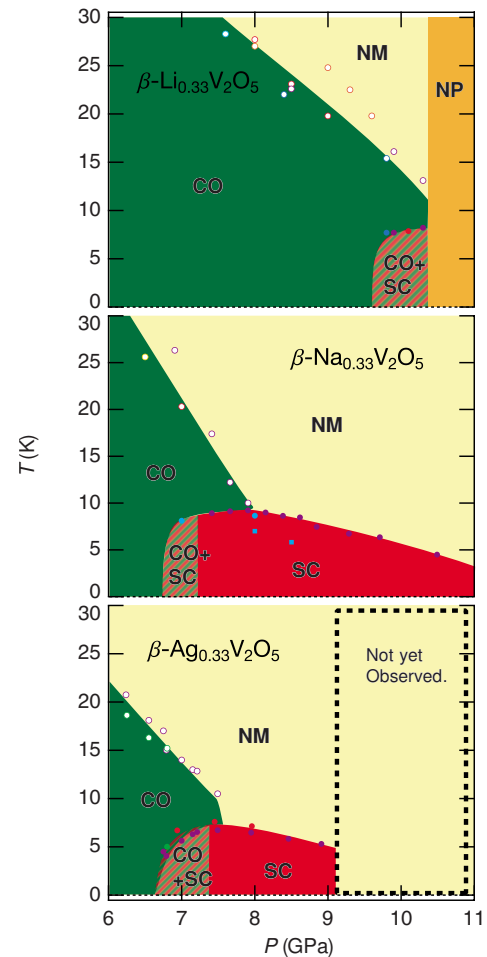 30
25
20
15
10
5
0
β-Li0.33V2O5
NM
NP
CO
CO+
SC
T (K)
30
25
20
15
10
5
0
β-Na0.33V2O5
NM
CO
CO+
SC
SC
30
25
20
15
10
5
0
β-Ag0.33V2O5
Not yet
Observed.
NM
CO
CO
+SC
SC
6 7 8 9 10 11
P (GPa)